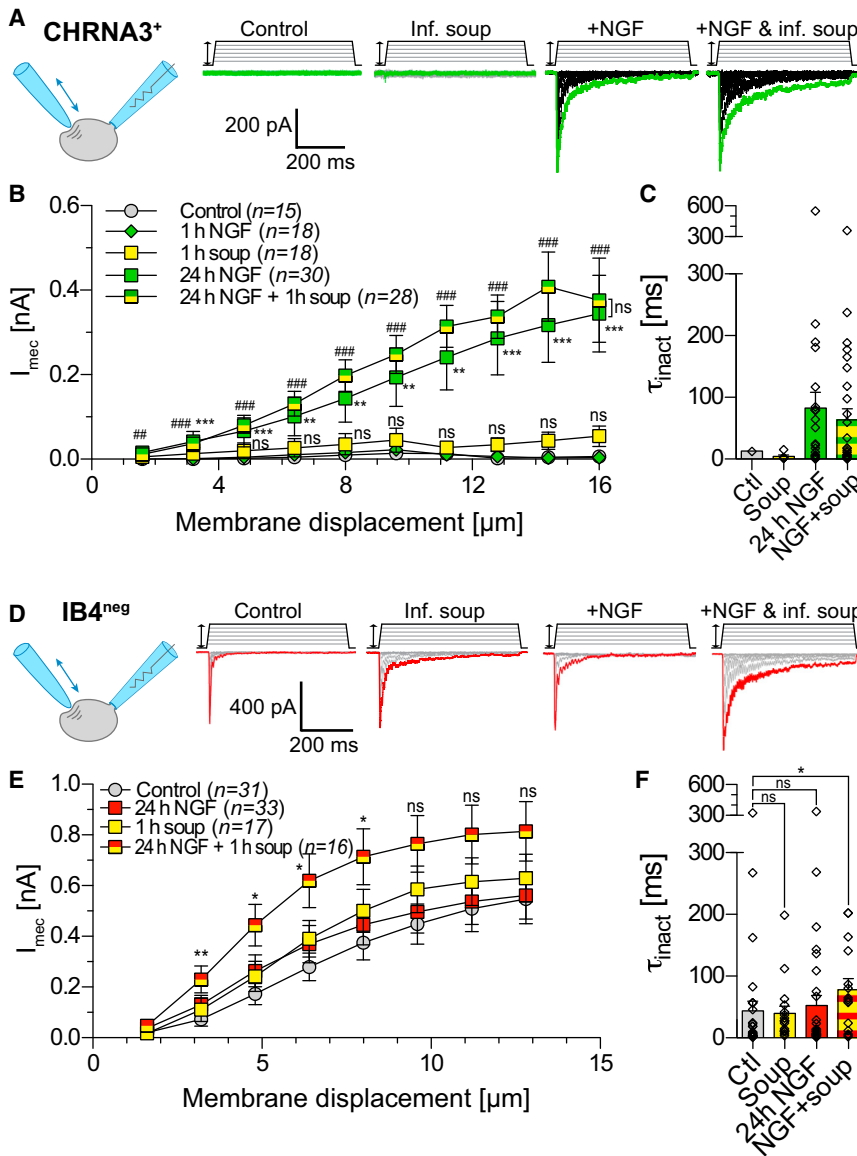 A
CHRNA3+
Control
Inf. soup
+NGF
+NGF & inf. soup
200 pA
200 ms
B
0.6
0.4
0.2
0.0
I mec [nA]
Control (n=15)
1 h NGF (n=18)
1 h soup (n=18)
24 h NGF (n=30)
24 h NGF + 1h soup (n=28)
## ### ### ### ### ### ### ### ### ###
*** *** ** ** ** ** *** *** ***
ns
ns ns ns ns ns ns ns ns
0 4 8 12 16
Membrane displacement [µm]
C
600
300
300
200
100
0
τinact [ms]
Ctl
Soup
24 h NGF
NGF+soup
D
IB4neg
Control
Inf. soup
+NGF
+NGF & inf. soup
400 pA
200 ms
E
1.0
0.8
0.6
0.4
0.2
0.0
I mec [nA]
Control (n=31)
24h NGF (n=33)
1 h soup (n=17)
24h NGF + 1h soup (n=16)
** * * * ns ns ns
0 5 10 15
Membrane displacement [µm]
F
600
300
300
200
100
0
τinact [ms]
*
ns
ns
Ctl
Soup
24h NGF
NGF+soup